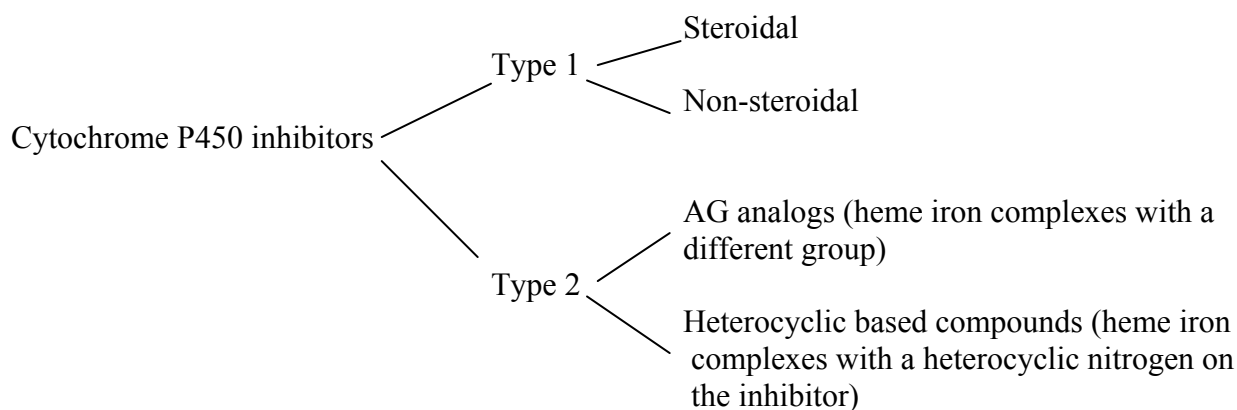 Steroidal
Type 1
Non-steroidal
Cytochrome P450 inhibitors
AG analogs (heme iron complexes with a
different group)
Type 2
Heterocyclic based compounds (heme iron
complexes with a heterocyclic nitrogen on
the inhibitor)